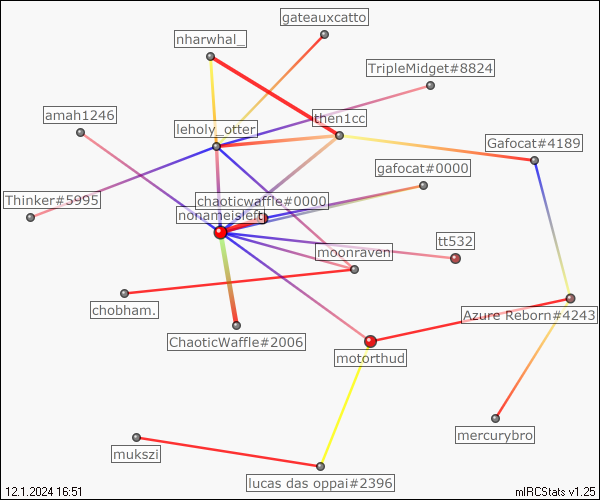 gateauxcatto
nharwhal_
TripleMidget#8824
amah1246
then1cc
leholy_otter
Gafocat#4189
gafocat#0000
Thinker#5995
chaoticwaffle#0000
nonameisleft
tt532
moonraven
chobham.
Azure Reborn#4243
ChaoticWaffle#2006
motorthud
mercurybro
mukszi
lucas das oppai#2396
12.1.2024 16:51
mIRCStats v1.25